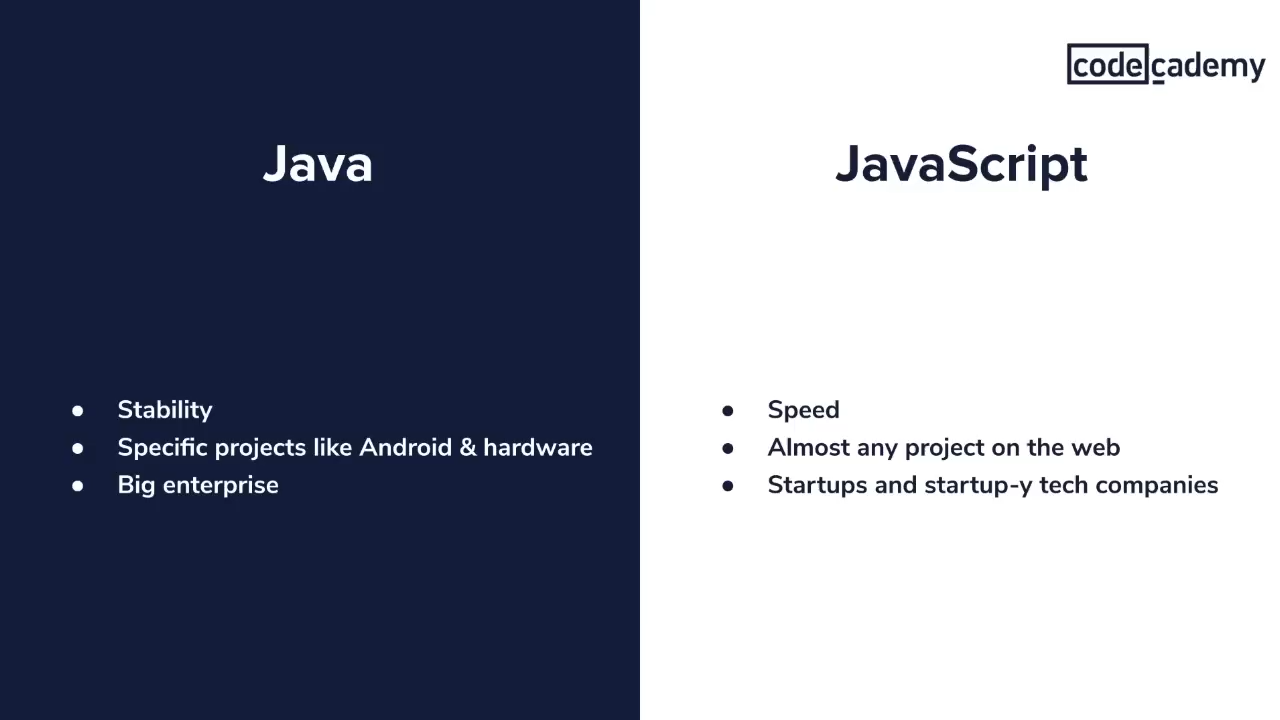 codecademy
Java
● Stability
● Specific projects like Android & hardware
● Big enterprise
JavaScript
● Speed
● Almost any project on the web
● Startups and startup-y tech companies